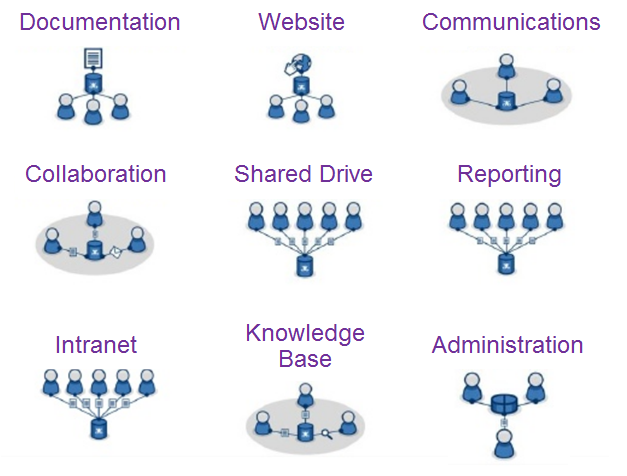 Documentation
Website
Communications
Collaboration
Shared Drive
Reporting
Intranet
Knowledge
Base
Administration